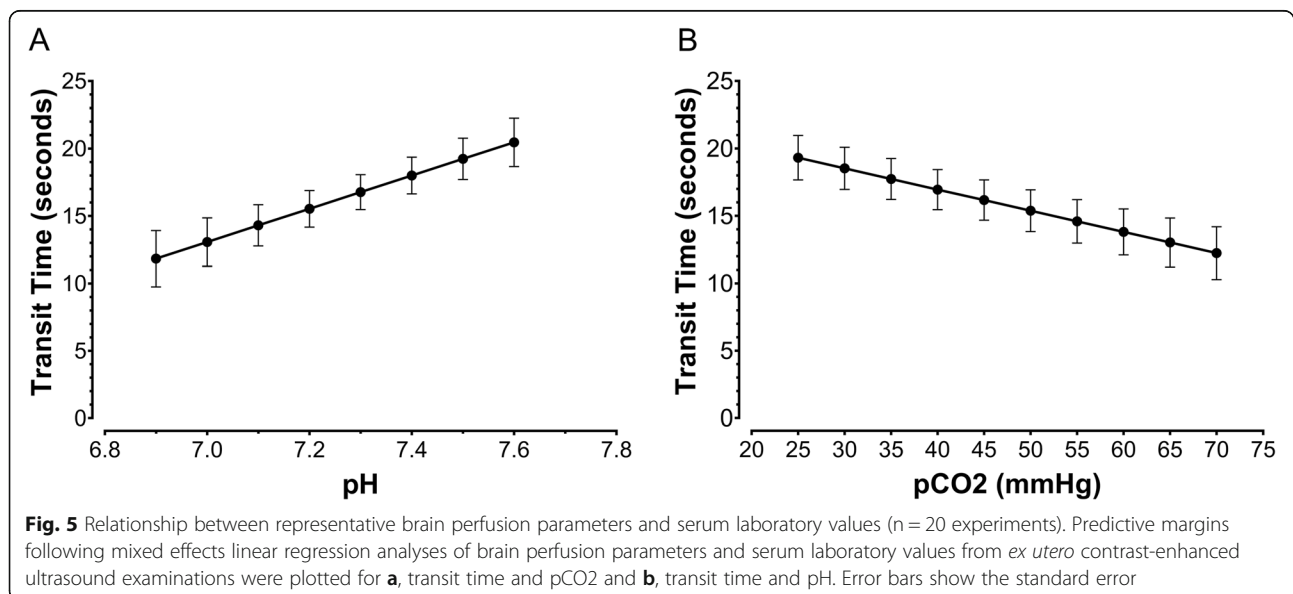 A
B
Transit Time (seconds)
25
20
15
10
5
0
6.8 7.0 7.2 7.4 7.6 7.8
pH
Transit Time (seconds)
25
20
15
10
5
0
20 25 30 35 40 45 50 55 60 65 70 75
pCO2 (mmHg)
Fig. 5 Relationship between representative brain perfusion parameters and serum laboratory values (n = 20 experiments). Predictive margins
following mixed effects linear regression analyses of brain perfusion parameters and serum laboratory values from ex utero contrast-enhanced
ultrasound examinations were plotted for a, transit time and pCO2 and b, transit time and pH. Error bars show the standard error